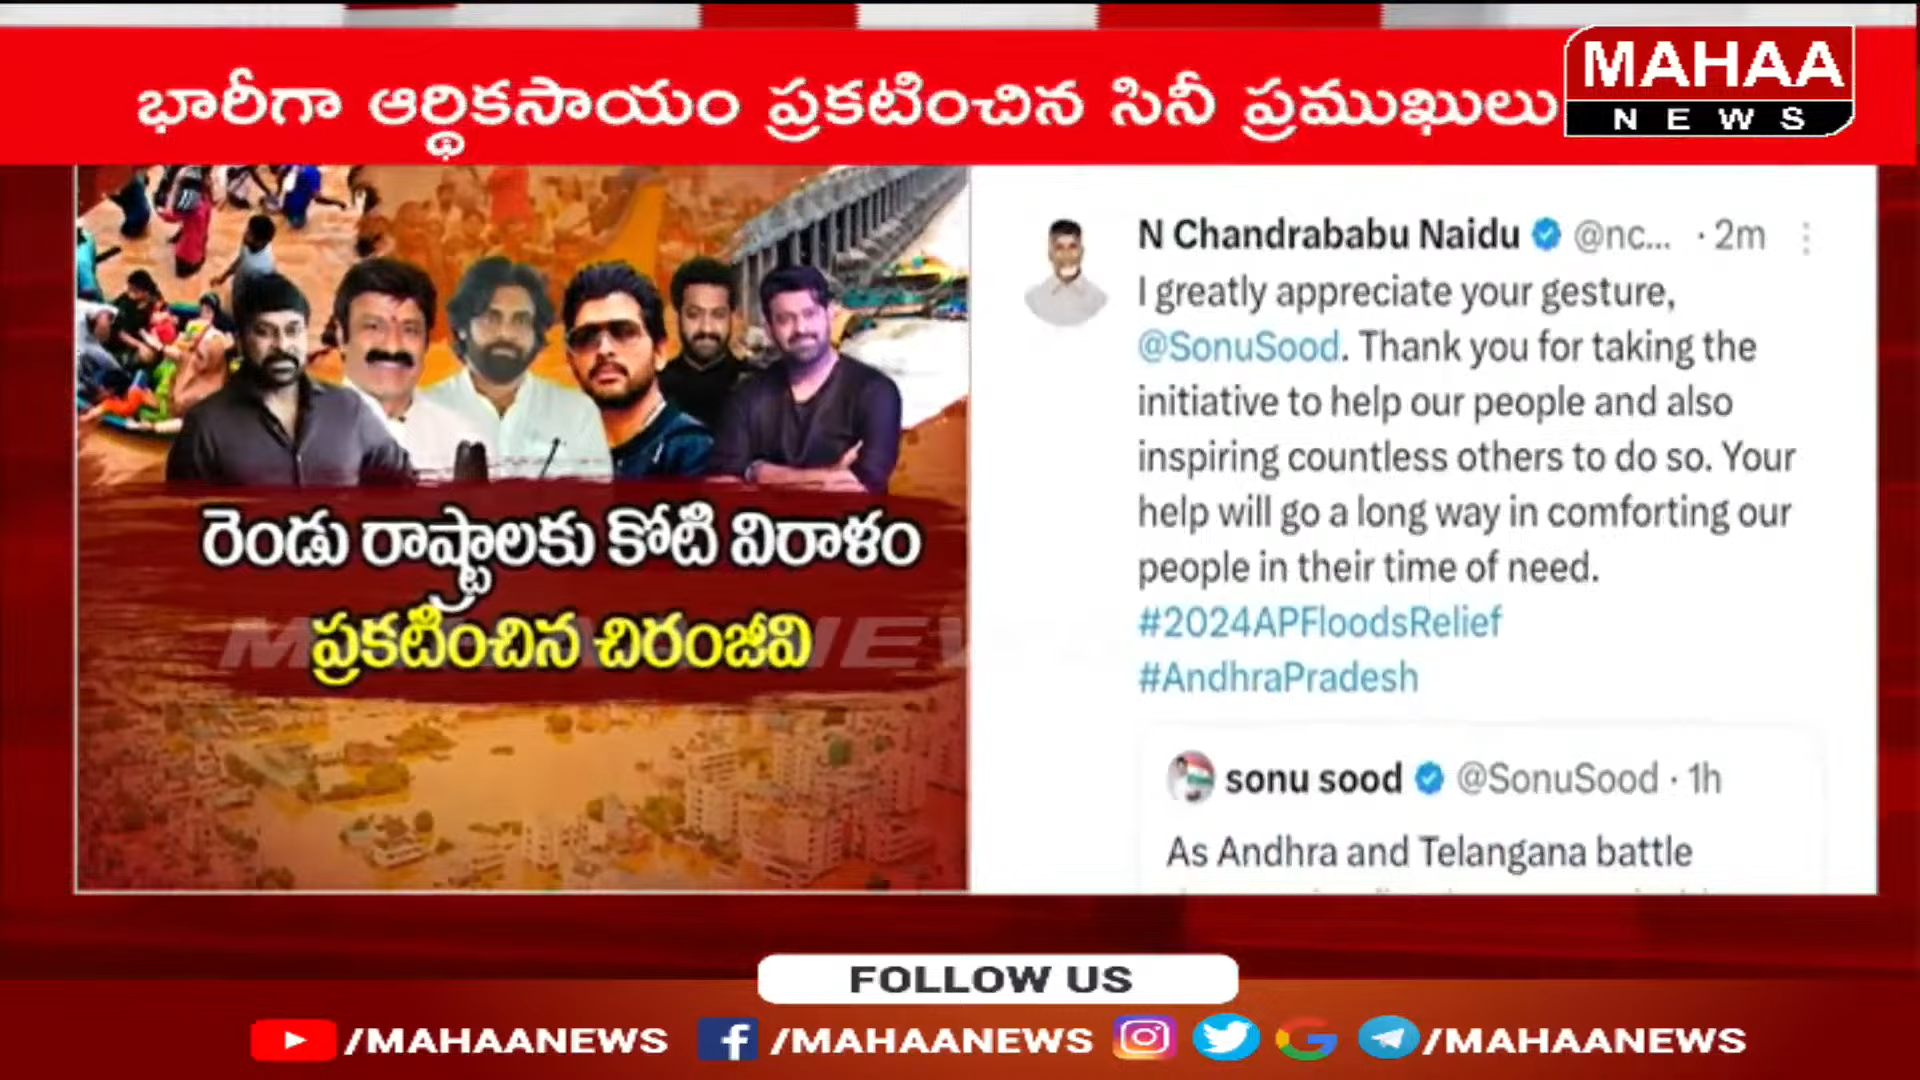 భారీగా ఆర్థికసాయం ప్రకటించిన సినీ ప్రముఖులు
MAHAA
NEWS
రెండు రాష్ట్రాలకు కోటి విరాళం
ప్రకటించిన చిరంజీవి
N Chandrababu Naidu @nc... · 2m
I greatly appreciate your gesture,
@SonuSood. Thank you for taking the
initiative to help our people and also
inspiring countless others to do so. Your
help will go a long way in comforting our
people in their time of need.
#2024APFloodsRelief
#AndhraPradesh
sonu sood @SonuSood · 1h
As Andhra and Telangana battle
FOLLOW US
/MAHAANEWS /MAHAANEWS /MAHAANEWS